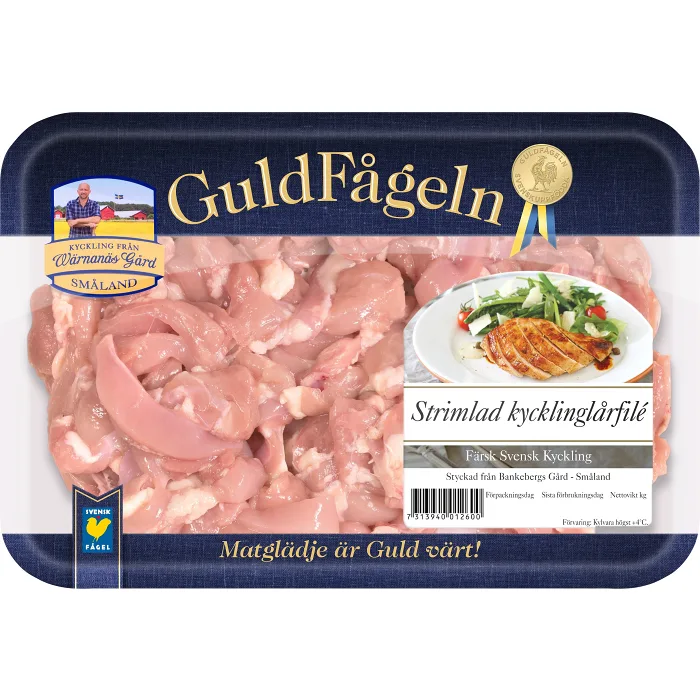 GuldFågeln
GULDFÅGELN
KYCKLING FRÅN
Wärnanäs Gård
SMÅLAND
Strimlad kycklinglårfilé
Färsk Svensk Kyckling
Styckad från Bankebergs Gård - Småland
Förpackningsdag Sista förbrukningsdag Nettovikt kg
7 313940 012600
Förvaring: Kylvara högst +4°C.
SVENSK
FÅGEL
Matglädje är Guld värt!